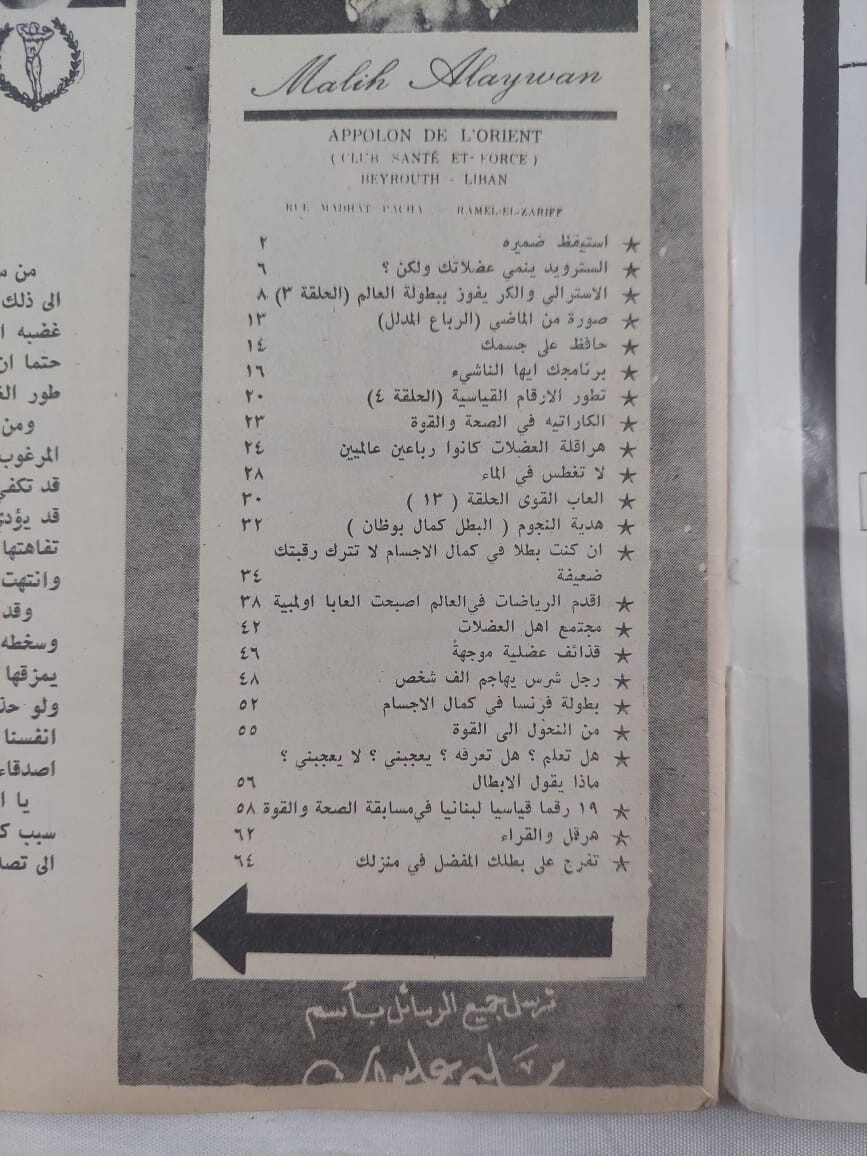 Malih Alaywan
APPOLON DE L'ORIENT
( CLUB SANTÉ ET-FORCE )
BEYROUTH - LIBAN
RUE MADHAT PACHA RAMEL-EL-ZARIFF
★ استيقظ ضميره ٢
★ السترويد ينمي عضلاتك ولكن ؟ ٦
★ الاسترالي والكر يفوز ببطولة العالم (الحلقة ٣) ٨
★ صورة من الماضي (الرباع المدلل) ١٣
★ حافظ على جسمك ١٤
★ برنامجك ايها الناشيء ١٦
★ تطور الارقام القياسية (الحلقة ٤) ٢٠
★ الكاراتيه في الصحة والقوة ٢٣
★ هراقلة العضلات كانوا رباعين عالميين ٢٤
★ لا تغطس في الماء ٢٨
★ العاب القوى الحلقة ( ١٣ ) ٣٠
★ هدية النجوم ( البطل كمال بوظان ) ٣٢
★ ان كنت بطلا في كمال الاجسام لا تترك رقبتك
ضعيفة ٣٤
★ اقدم الرياضات في العالم اصبحت العابا اولمبية ٣٨
★ مجتمع اهل العضلات ٤٢
★ قذائف عضلية موجهة ٤٦
★ رجل شرس يهاجم الف شخص ٤٨
★ بطولة فرنسا في كمال الاجسام ٥٢
★ من النحول الى القوة ٥٥
★ هل تعلم ؟ هل تعرفه ؟ يعجبني ؟ لا يعجبني ؟
ماذا يقول الابطال ٥٦
★ ١٩ رقما قياسيا لبنانيا في مسابقة الصحة والقوة ٥٨
★ هرقل والقراء ٦٢
★ تفرج على بطلك المفضل في منزلك ٦٤
ترسل جميع الرسائل بأسم
الى ذلك
غضبه
حتما ان
طور
ومن
المرغوب
قد تكفي
قد
تفاهتها
وانتهت
وقد
وسخطه
يمزقها
ولو
انفسنا
اصدقاء
يا
سبب
الى